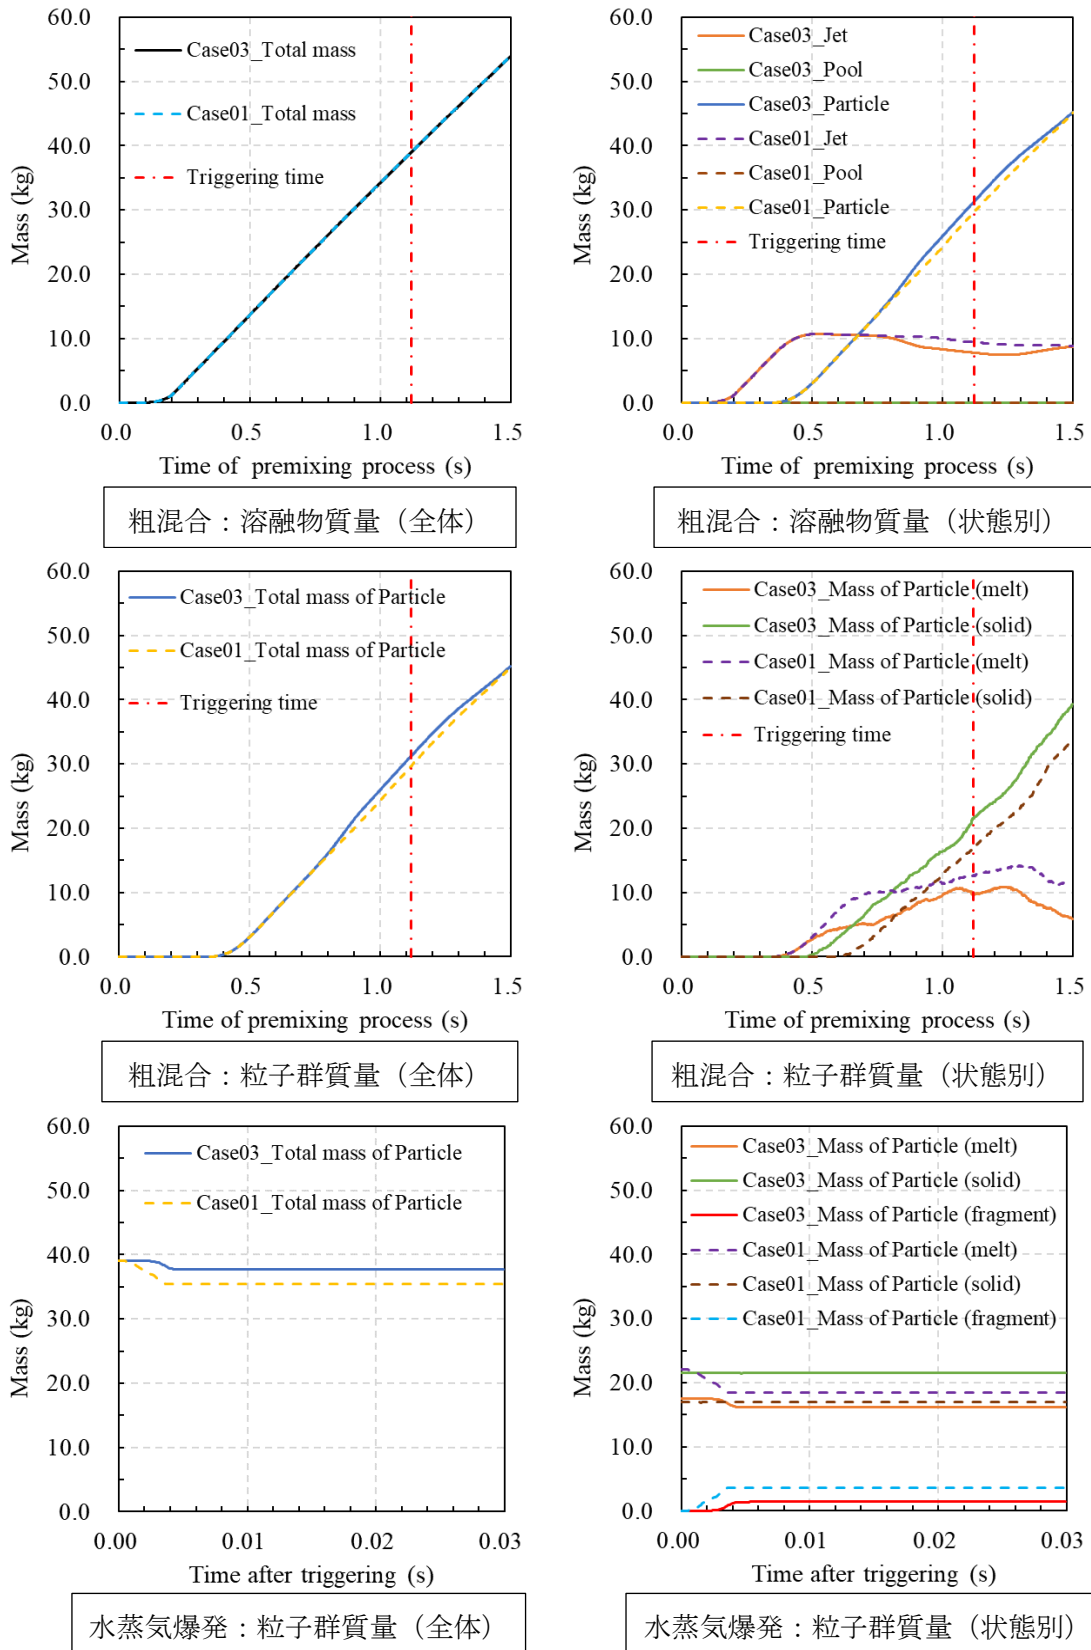 60.0
50.0
40.0
30.0
20.0
10.0
0.0
Mass (kg)
Case03_Total mass
Case01_Total mass
Triggering time
0.0 0.5 1.0 1.5
Time of premixing process (s)
粗混合：溶融物質量（全体）
60.0
50.0
40.0
30.0
20.0
10.0
0.0
Mass (kg)
Case03_Jet
Case03_Pool
Case03_Particle
Case01_Jet
Case01_Pool
Case01_Particle
Triggering time
0.0 0.5 1.0 1.5
Time of premixing process (s)
粗混合：溶融物質量（状態別）
60.0
50.0
40.0
30.0
20.0
10.0
0.0
Mass (kg)
Case03_Total mass of Particle
Case01_Total mass of Particle
Triggering time
0.0 0.5 1.0 1.5
Time of premixing process (s)
粗混合：粒子群質量（全体）
60.0
50.0
40.0
30.0
20.0
10.0
0.0
Mass (kg)
Case03_Mass of Particle (melt)
Case03_Mass of Particle (solid)
Case01_Mass of Particle (melt)
Case01_Mass of Particle (solid)
Triggering time
0.0 0.5 1.0 1.5
Time of premixing process (s)
粗混合：粒子群質量（状態別）
60.0
50.0
40.0
30.0
20.0
10.0
0.0
Mass (kg)
Case03_Total mass of Particle
Case01_Total mass of Particle
0.00 0.01 0.02 0.03
Time after triggering (s)
水蒸気爆発：粒子群質量（全体）
60.0
50.0
40.0
30.0
20.0
10.0
0.0
Mass (kg)
Case03_Mass of Particle (melt)
Case03_Mass of Particle (solid)
Case03_Mass of Particle (fragment)
Case01_Mass of Particle (melt)
Case01_Mass of Particle (solid)
Case01_Mass of Particle (fragment)
0.00 0.01 0.02 0.03
Time after triggering (s)
水蒸気爆発：粒子群質量（状態別）